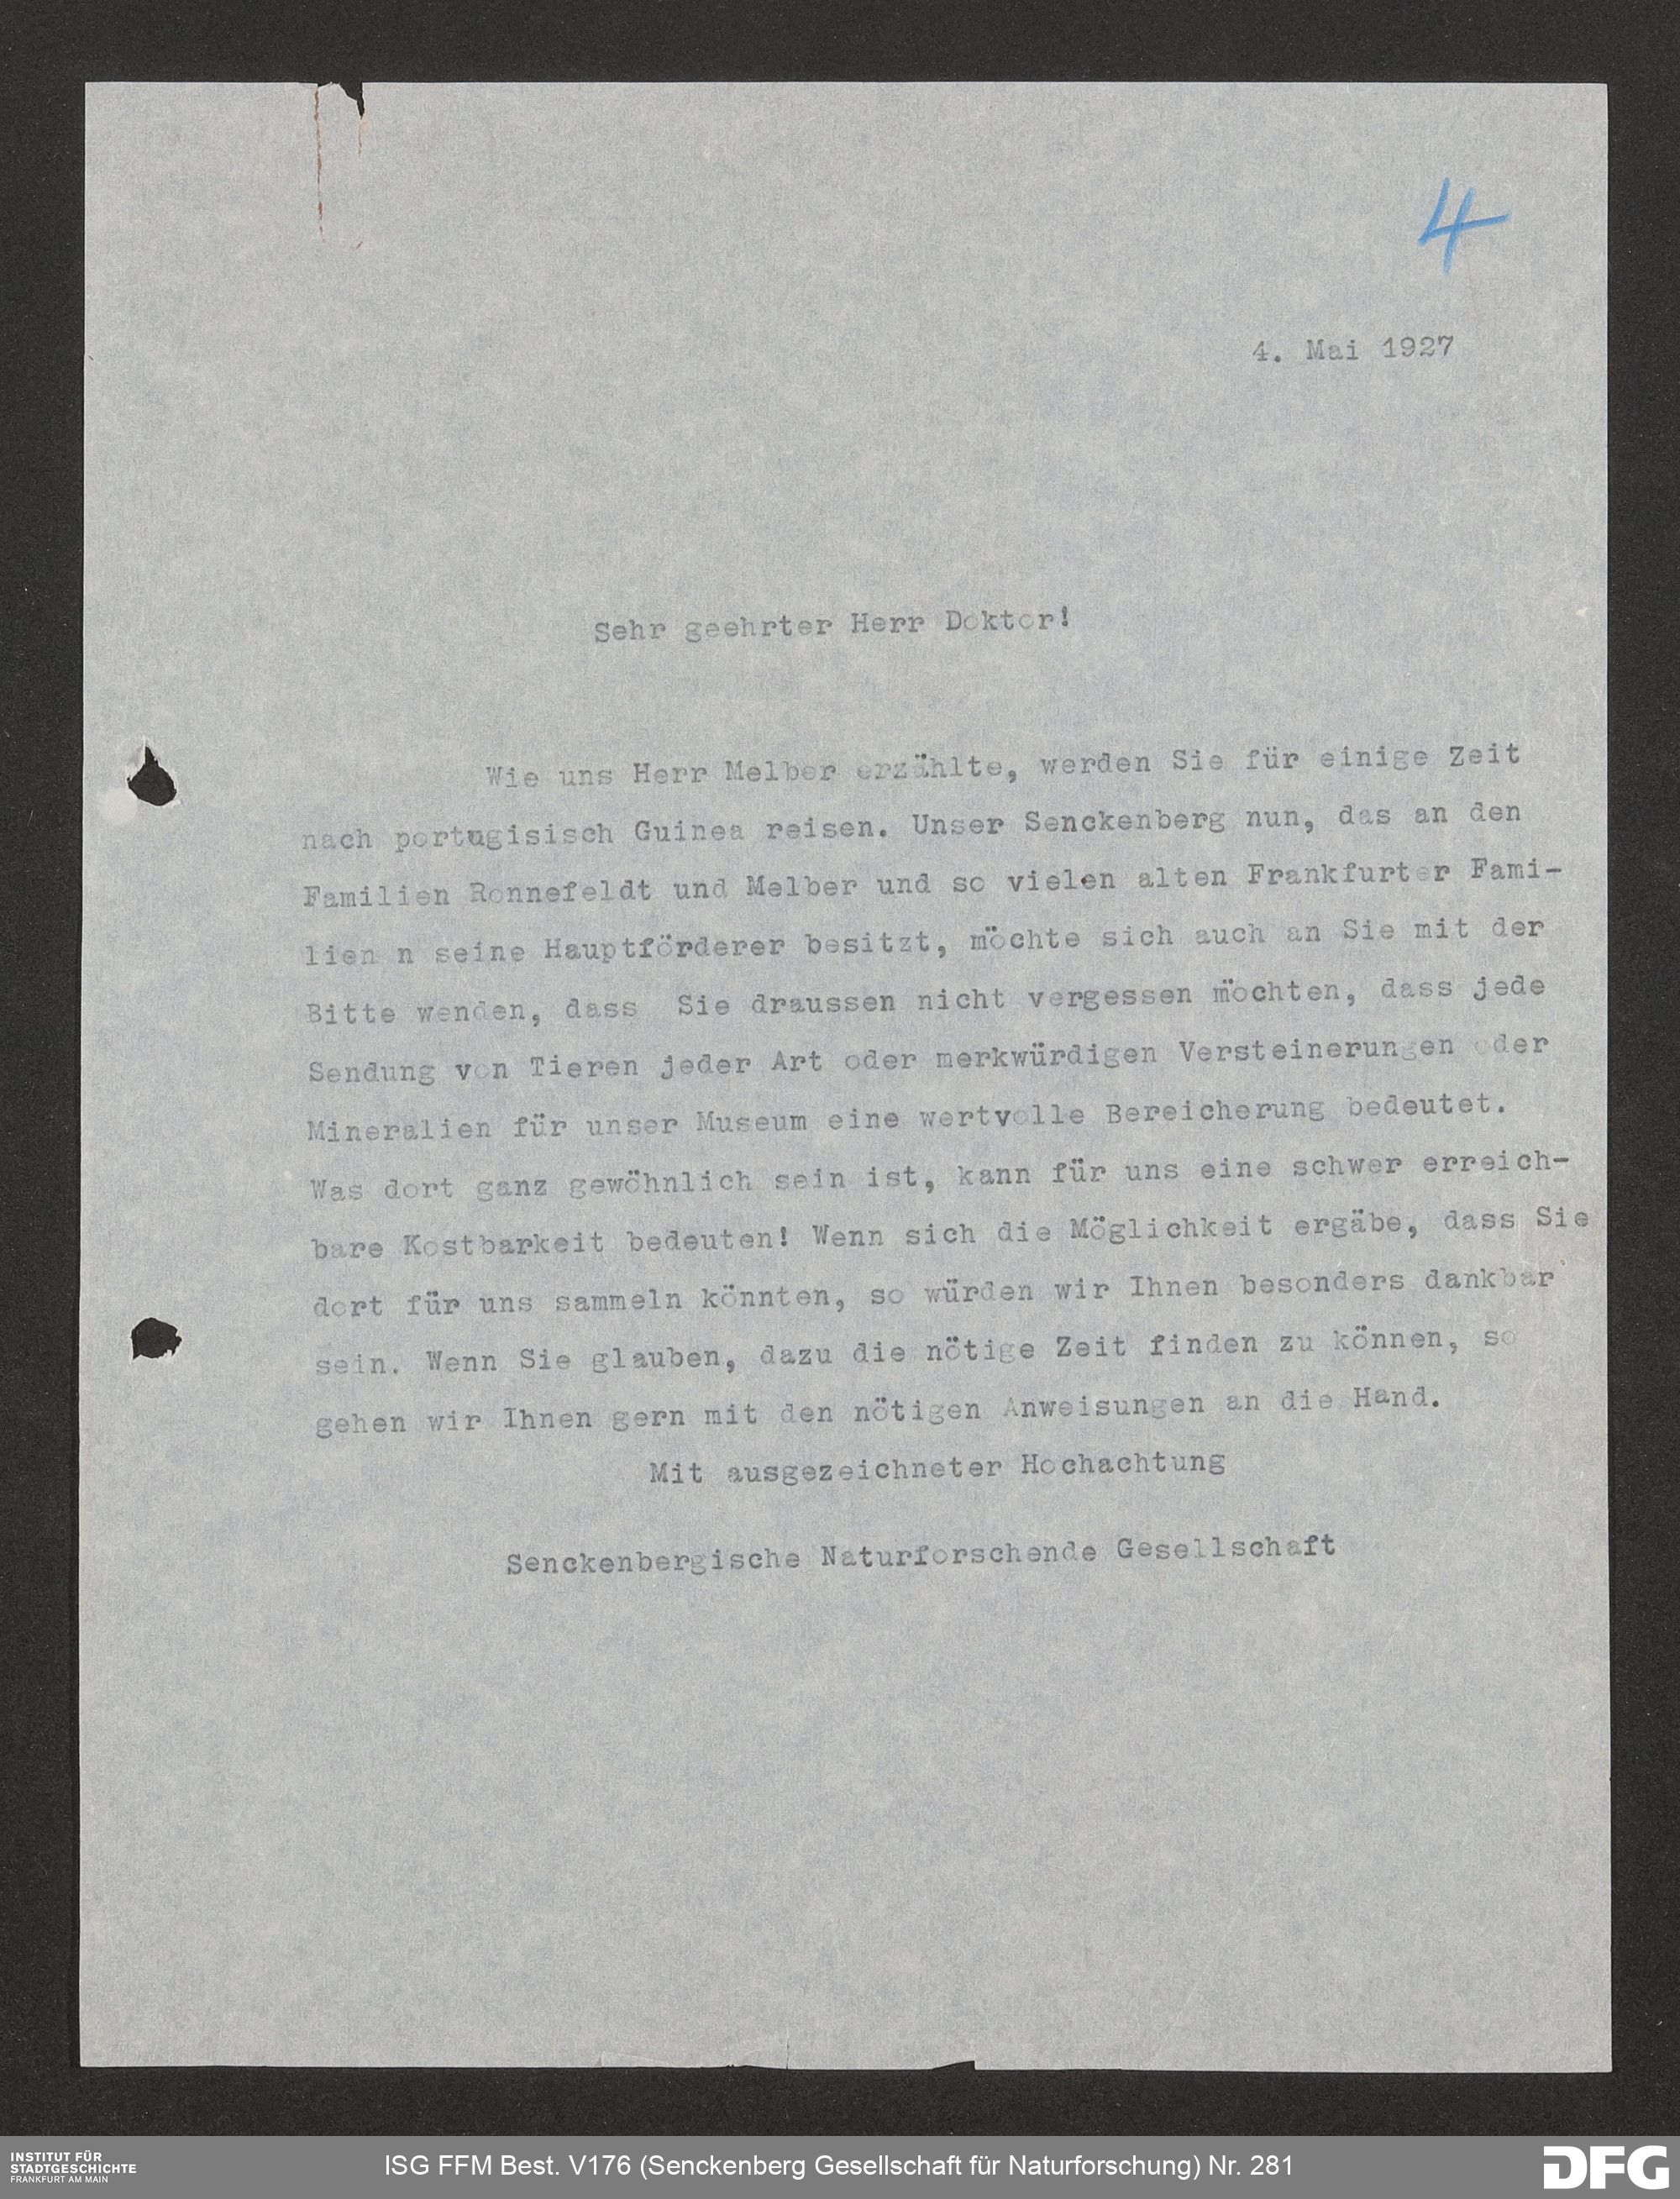 4
4. Mai 1927
Sehr geehrter Herr Doktor!
Wie uns Herr Melber erzählte, werden Sie für einige Zeit
nach portugisisch Guinea reisen. Unser Senckenberg nun, das an den
Familien Ronnefeldt und Melber und so vielen alten Frankfurter Fami-
lien n seine Hauptförderer besitzt, möchte sich auch an Sie mit der
Bitte wenden, dass Sie draussen nicht vergessen möchten, dass jede
Sendung von Tieren jeder Art oder merkwürdigen Versteinerungen oder
Mineralien für unser Museum eine wertvolle Bereicherung bedeutet.
Was dort ganz gewöhnlich sein ist, kann für uns eine schwer erreich-
bare Kostbarkeit bedeuten! Wenn sich die Möglichkeit ergäbe, dass Sie
dort für uns sammeln könnten, so würden wir Ihnen besonders dankbar
sein. Wenn Sie glauben, dazu die nötige Zeit finden zu können, so
gehen wir Ihnen gern mit den nötigen Anweisungen an die Hand.
Mit ausgezeichneter Hochachtung
Senckenbergische Naturforschende Gesellschaft
INSTITUT FÜR
STADTGESCHICHTE
FRANKFURT AM MAIN
ISG FFM Best. V176 (Senckenberg Gesellschaft für Naturforschung) Nr. 281
DFG